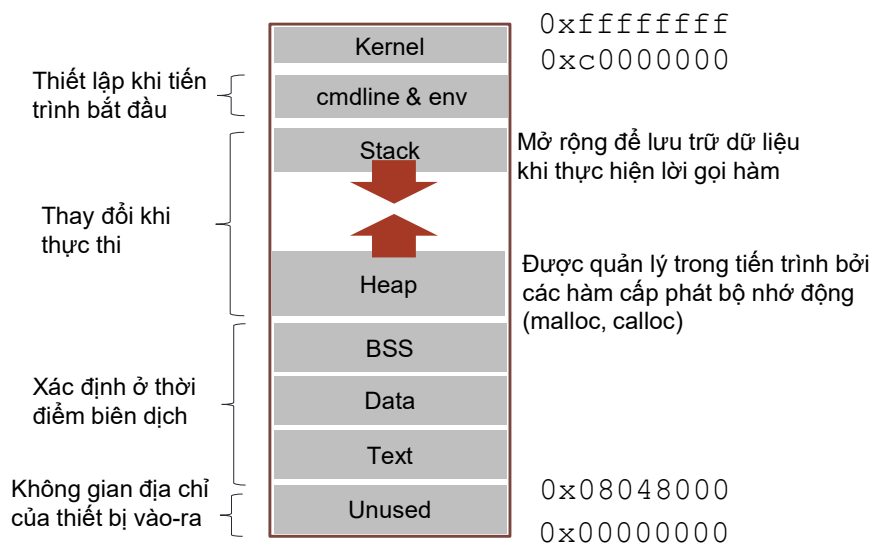 0xffffffff
Kernel
0xc0000000
Thiết lập khi tiến
trình bắt đầu
cmdline & env
Stack
Mở rộng để lưu trữ dữ liệu
khi thực hiện lời gọi hàm
Thay đổi khi
thực thi
Heap
Được quản lý trong tiến trình bởi
các hàm cấp phát bộ nhớ động
(malloc, calloc)
BSS
Xác định ở thời
điểm biên dịch
Data
Text
Không gian địa chỉ
của thiết bị vào-ra
Unused
0x08048000
0x00000000